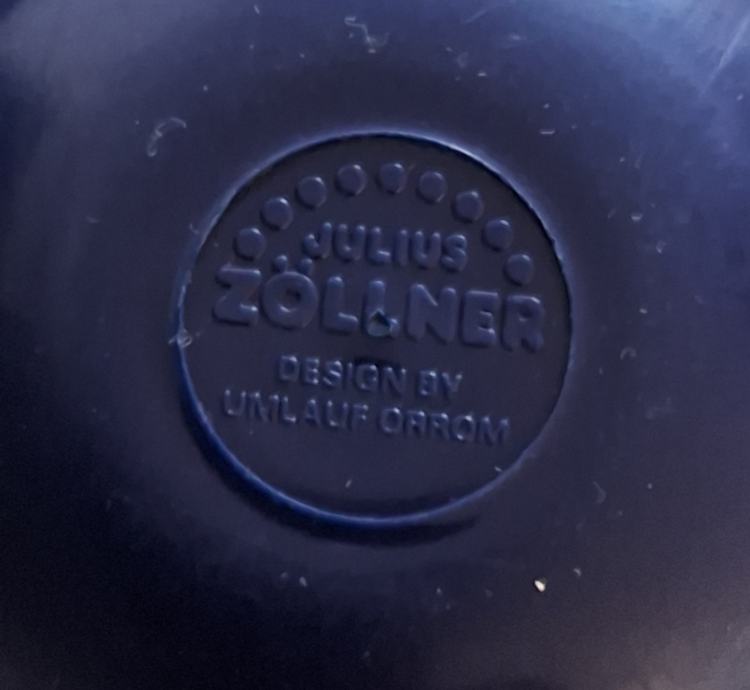 JULIUS
ZÖLLNER
DESIGN BY
UMLAUF ORROM